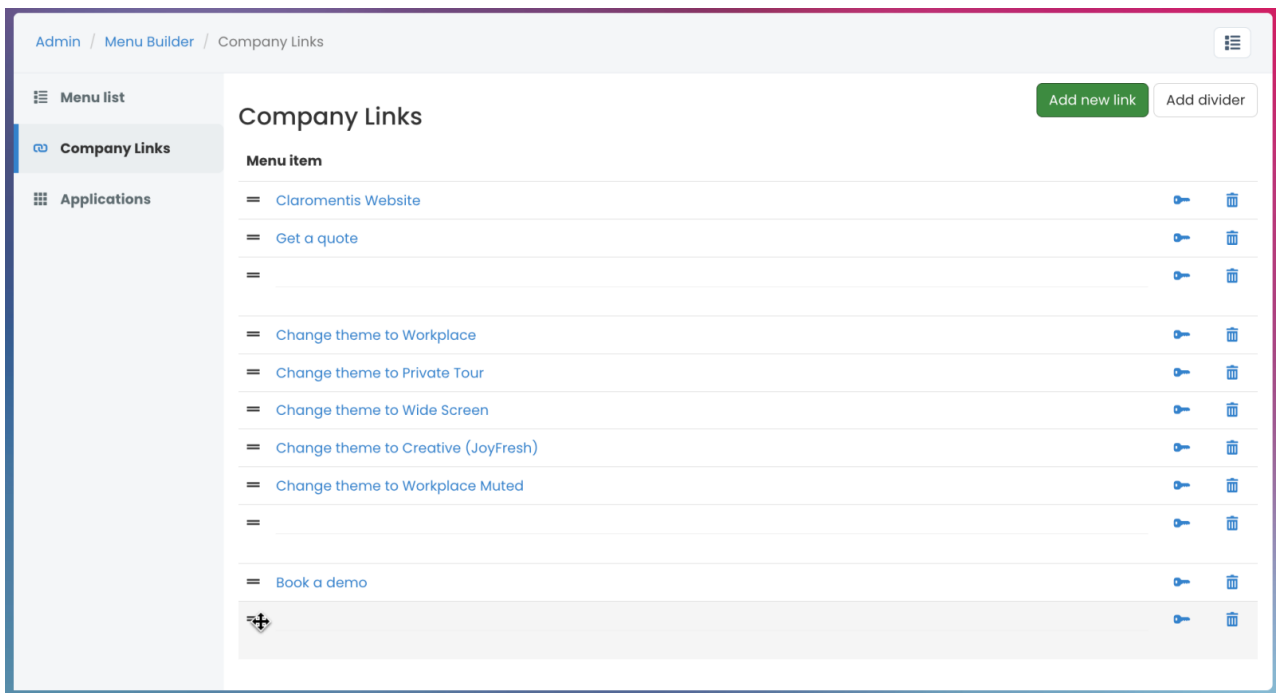 Admin / Menu Builder / Company Links
Menu list
Company Links
Applications
Company Links
Add new link
Add divider
Menu item
Claromentis Website
Get a quote
Change theme to Workplace
Change theme to Private Tour
Change theme to Wide Screen
Change theme to Creative (JoyFresh)
Change theme to Workplace Muted
Book a demo